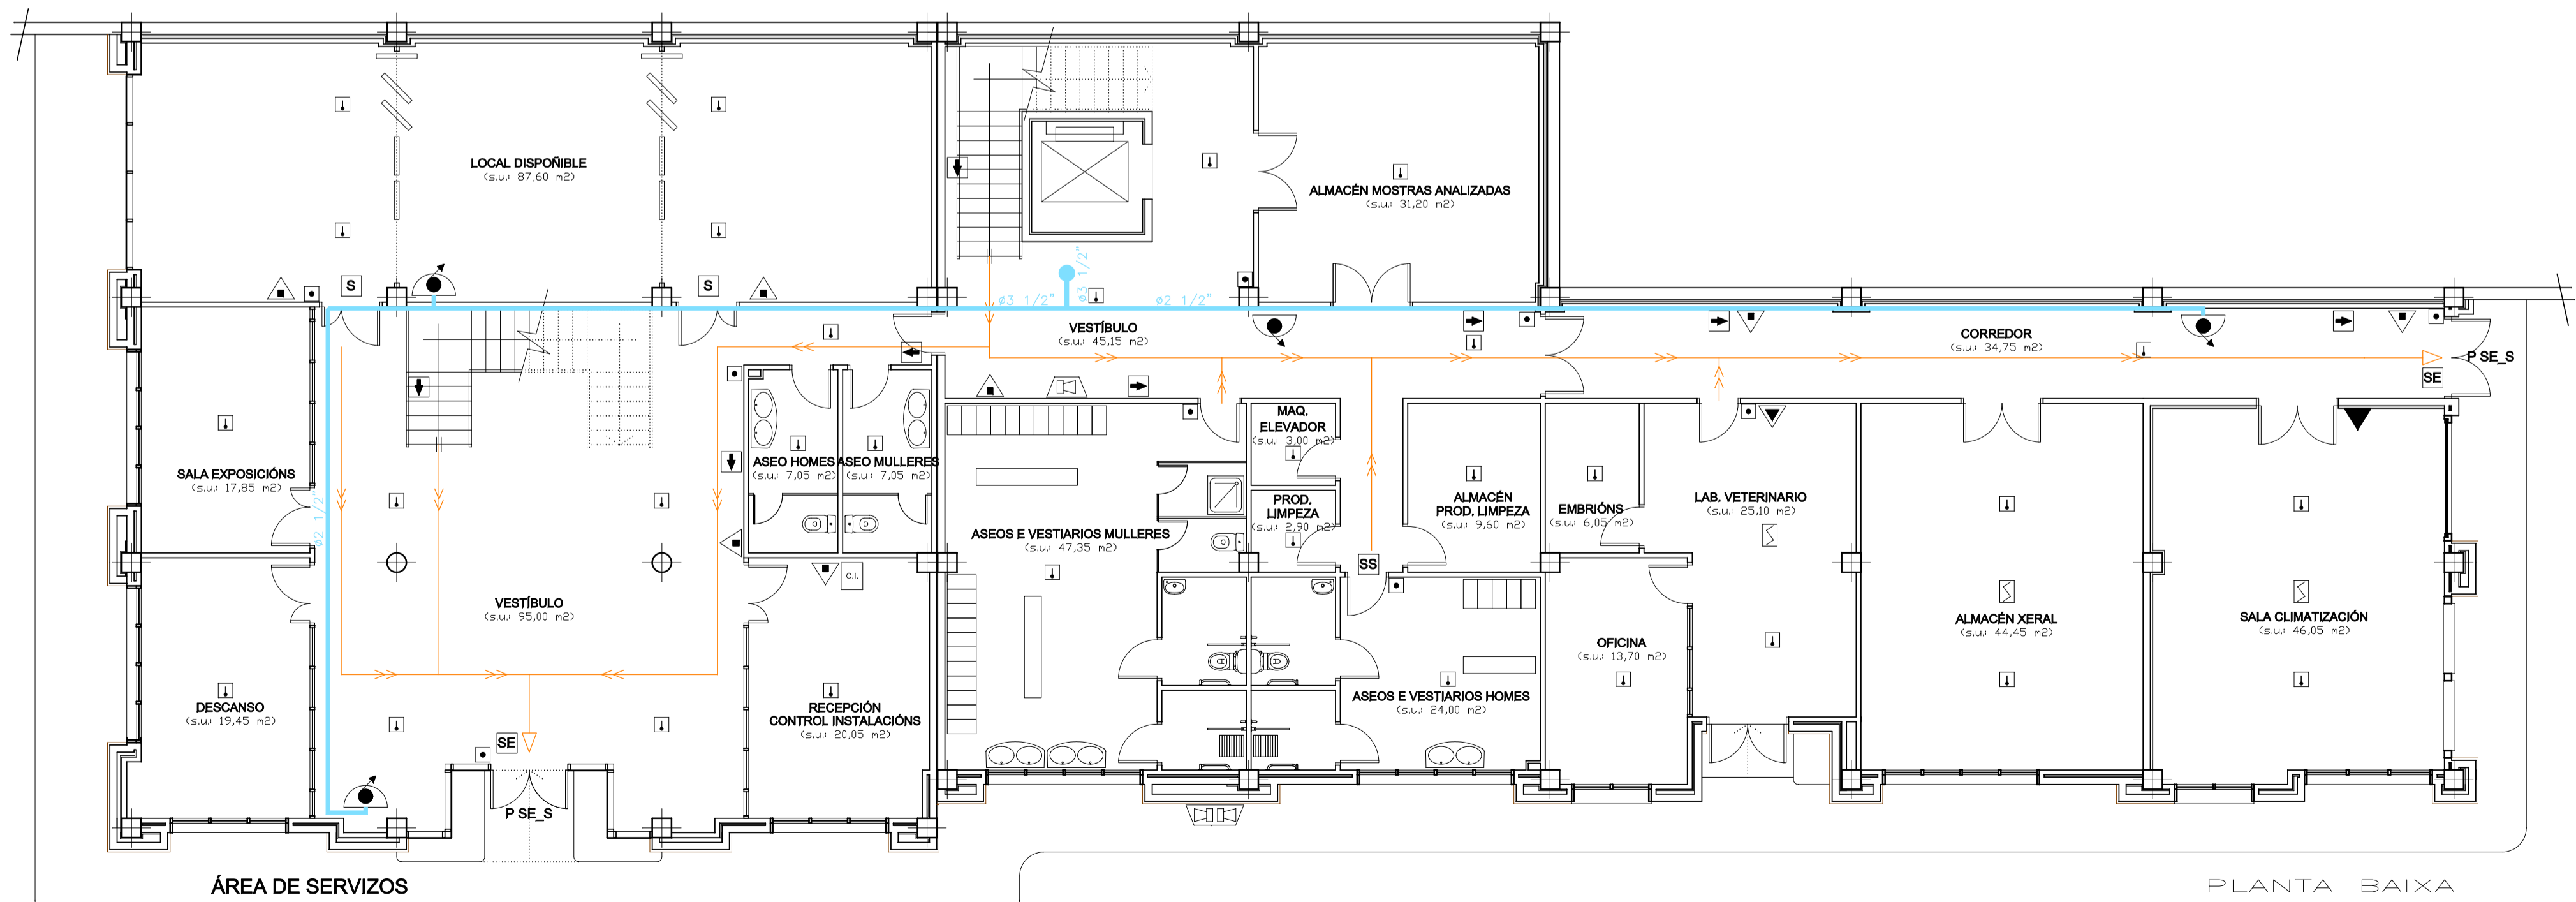 LOCAL DISPOÑIBLE
(s.u.: 87,60 m2)
ALMACÉN MOSTRAS ANALIZADAS
(s.u.: 31,20 m2)
S
S
ø3 1/2"
ø3 1/2"
ø2 1/2"
VESTÍBULO
(s.u.: 45,15 m2)
CORREDOR
(s.u.: 34,75 m2)
P SE_S
SE
SALA EXPOSICIÓNS
(s.u.: 17,85 m2)
ø2 1/2"
ASEO HOMES
(s.u.: 7,05 m2)
ASEO MULLERES
(s.u.: 7,05 m2)
MAQ.
ELEVADOR
(s.u.: 3,00 m2)
PROD.
LIMPEZA
(s.u.: 2,90 m2)
ALMACÉN
PROD. LIMPEZA
(s.u.: 9,60 m2)
EMBRIÓNS
(s.u.: 6,05 m2)
LAB. VETERINARIO
(s.u.: 25,10 m2)
ASEOS E VESTIARIOS MULLERES
(s.u.: 47,35 m2)
SS
C.I.
VESTÍBULO
(s.u.: 95,00 m2)
ALMACÉN XERAL
(s.u.: 44,45 m2)
SALA CLIMATIZACIÓN
(s.u.: 46,05 m2)
OFICINA
(s.u.: 13,70 m2)
ASEOS E VESTIARIOS HOMES
(s.u.: 24,00 m2)
DESCANSO
(s.u.: 19,45 m2)
RECEPCIÓN
CONTROL INSTALACIÓNS
(s.u.: 20,05 m2)
SE
P SE_S
ÁREA DE SERVIZOS
PLANTA BAIXA